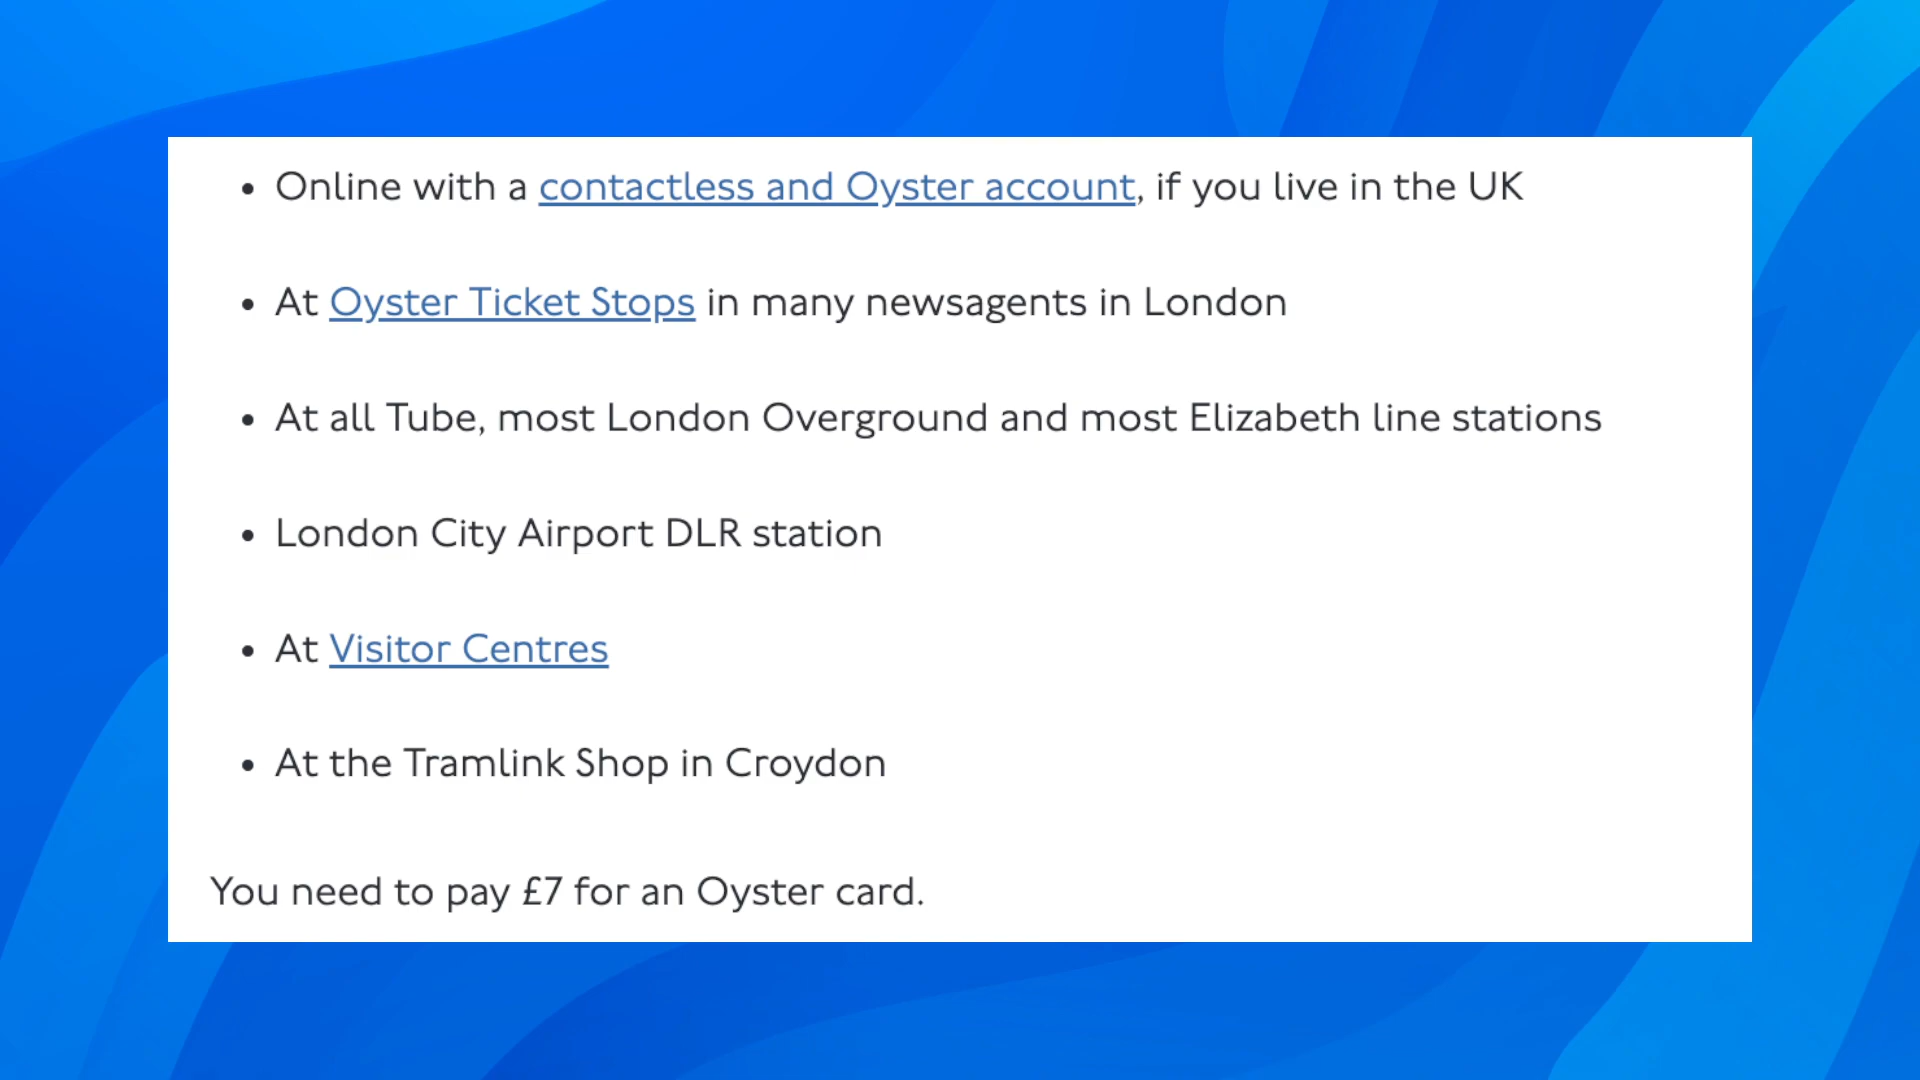 • Online with a contactless and Oyster account, if you live in the UK
• At Oyster Ticket Stops in many newsagents in London
• At all Tube, most London Overground and most Elizabeth line stations
• London City Airport DLR station
• At Visitor Centres
• At the Tramlink Shop in Croydon
You need to pay £7 for an Oyster card.